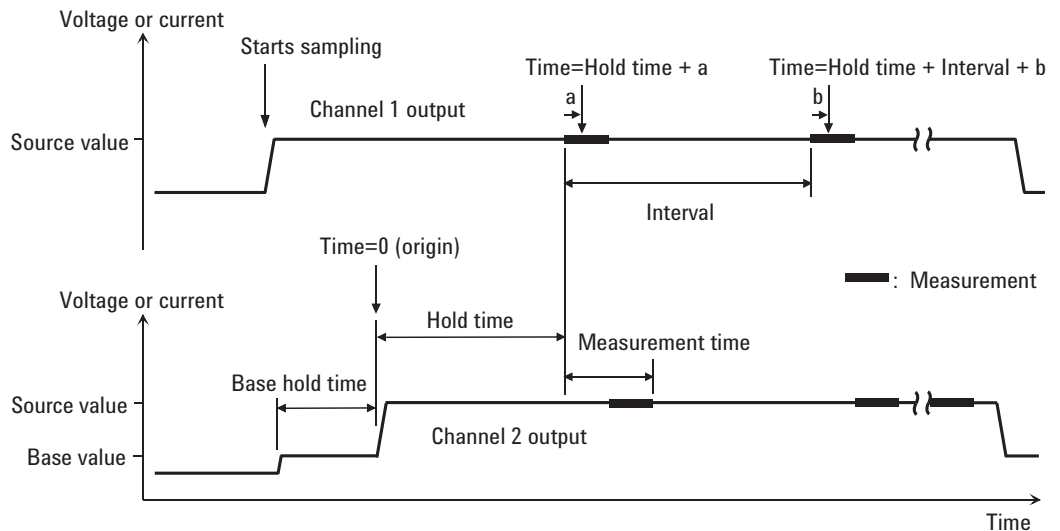 Voltage or current
Starts sampling
Time=Hold time + a
Time=Hold time + Interval + b
a
b
Channel 1 output
Source value
Interval
Time=0 (origin)
: Measurement
Voltage or current
Hold time
Measurement time
Base hold time
Source value
Channel 2 output
Base value
Time